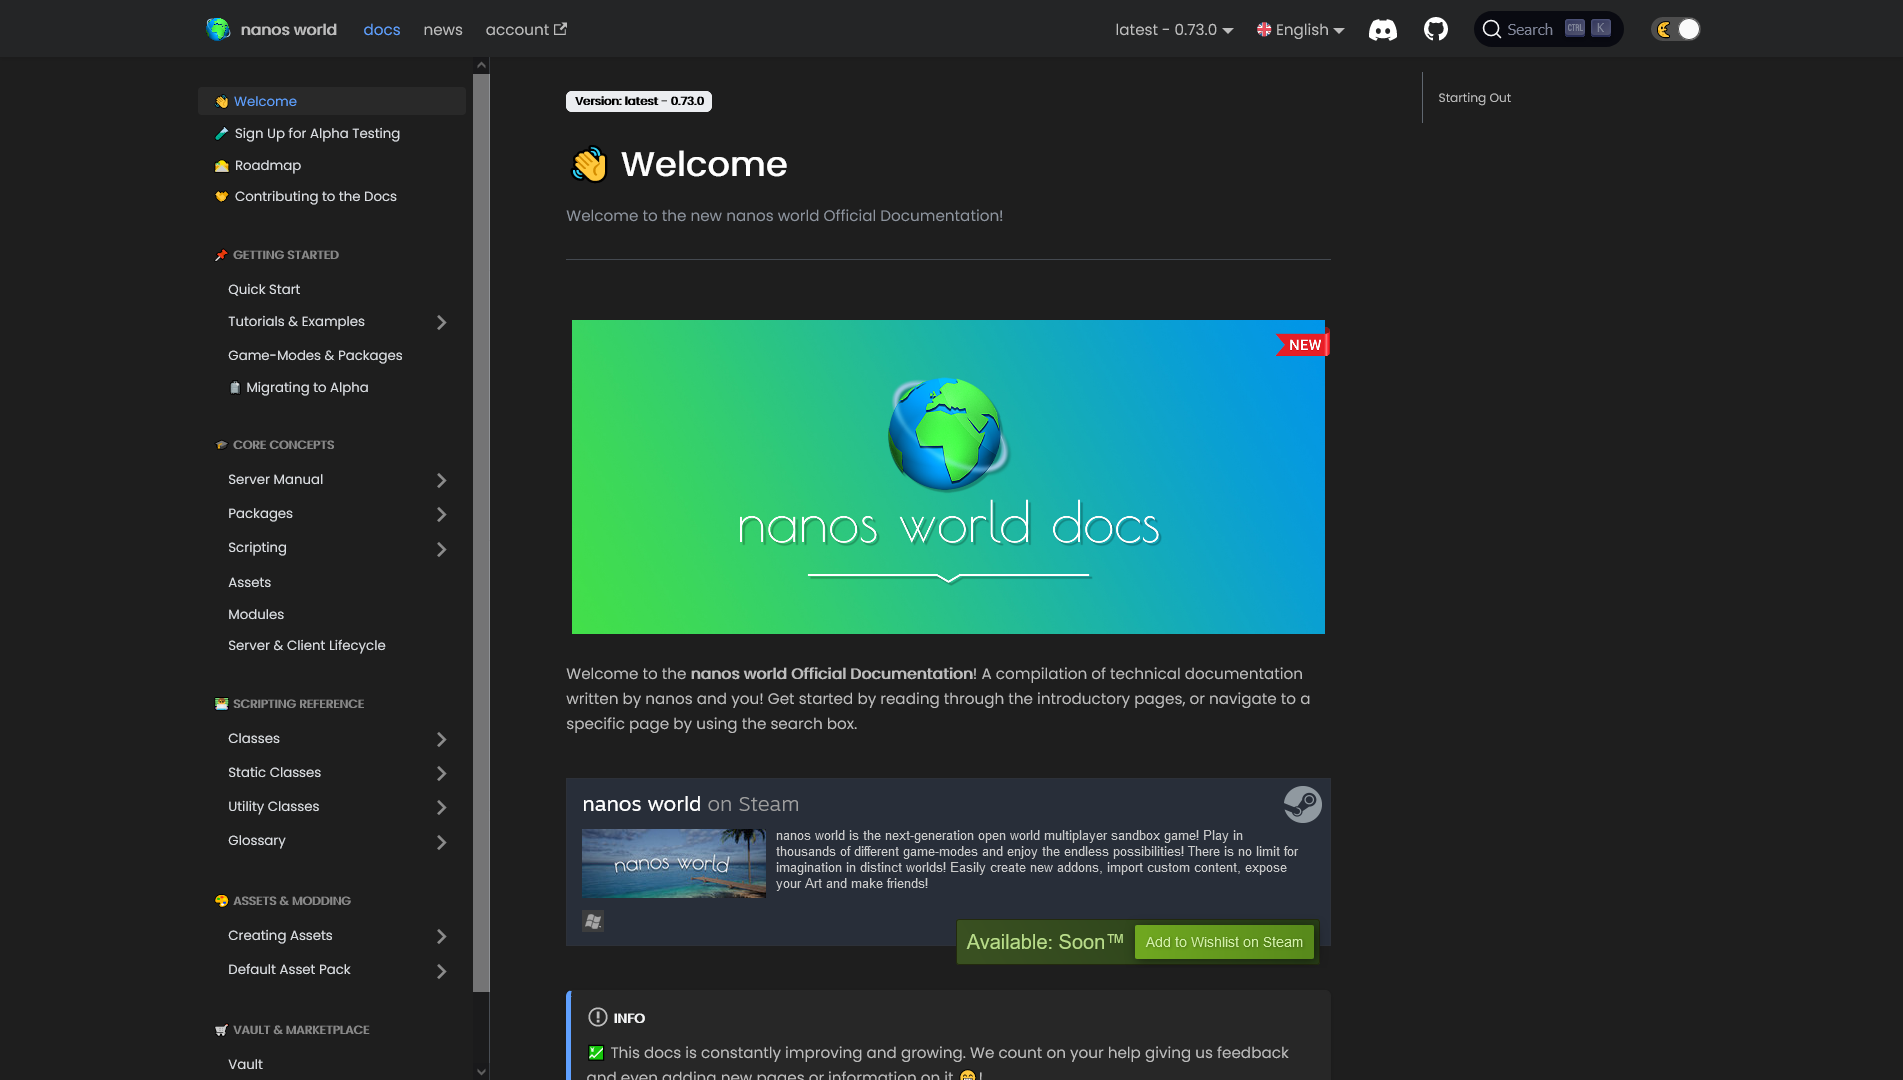 nanos world
docs
news
account
latest - 0.73.0
English
Search
CTRL
K
Welcome
Sign Up for Alpha Testing
Roadmap
Contributing to the Docs
GETTING STARTED
Quick Start
Tutorials & Examples
Game-Modes & Packages
Migrating to Alpha
CORE CONCEPTS
Server Manual
Packages
Scripting
Assets
Modules
Server & Client Lifecycle
SCRIPTING REFERENCE
Classes
Static Classes
Utility Classes
Glossary
ASSETS & MODDING
Creating Assets
Default Asset Pack
VAULT & MARKETPLACE
Vault
Version: latest - 0.73.0
Welcome
Welcome to the new nanos world Official Documentation!
NEW
nanos world docs
Welcome to the nanos world Official Documentation! A compilation of technical documentation
written by nanos and you! Get started by reading through the introductory pages, or navigate to a
specific page by using the search box.
nanos world on Steam
nanos world
nanos world is the next-generation open world multiplayer sandbox game! Play in
thousands of different game-modes and enjoy the endless possibilities! There is no limit for
imagination in distinct worlds! Easily create new addons, import custom content, expose
your Art and make friends!
Available: Soon™
Add to Wishlist on Steam
INFO
This docs is constantly improving and growing. We count on your help giving us feedback
and even adding new pages or information on it 😁!
Starting Out